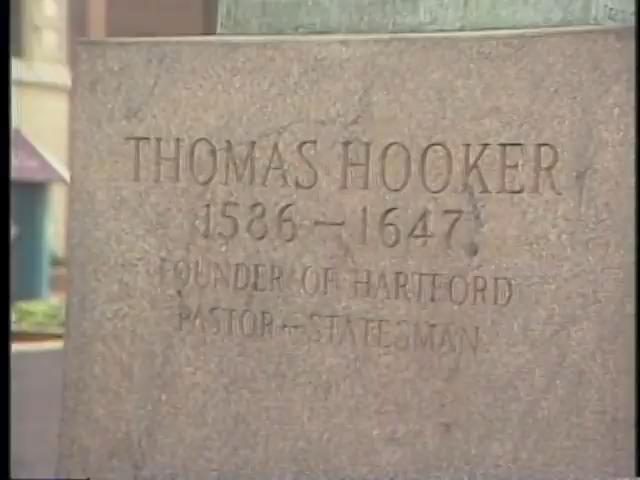 THOMAS HOOKER
1586-1647
FOUNDER OF HARTFORD
PASTOR-STATESMAN